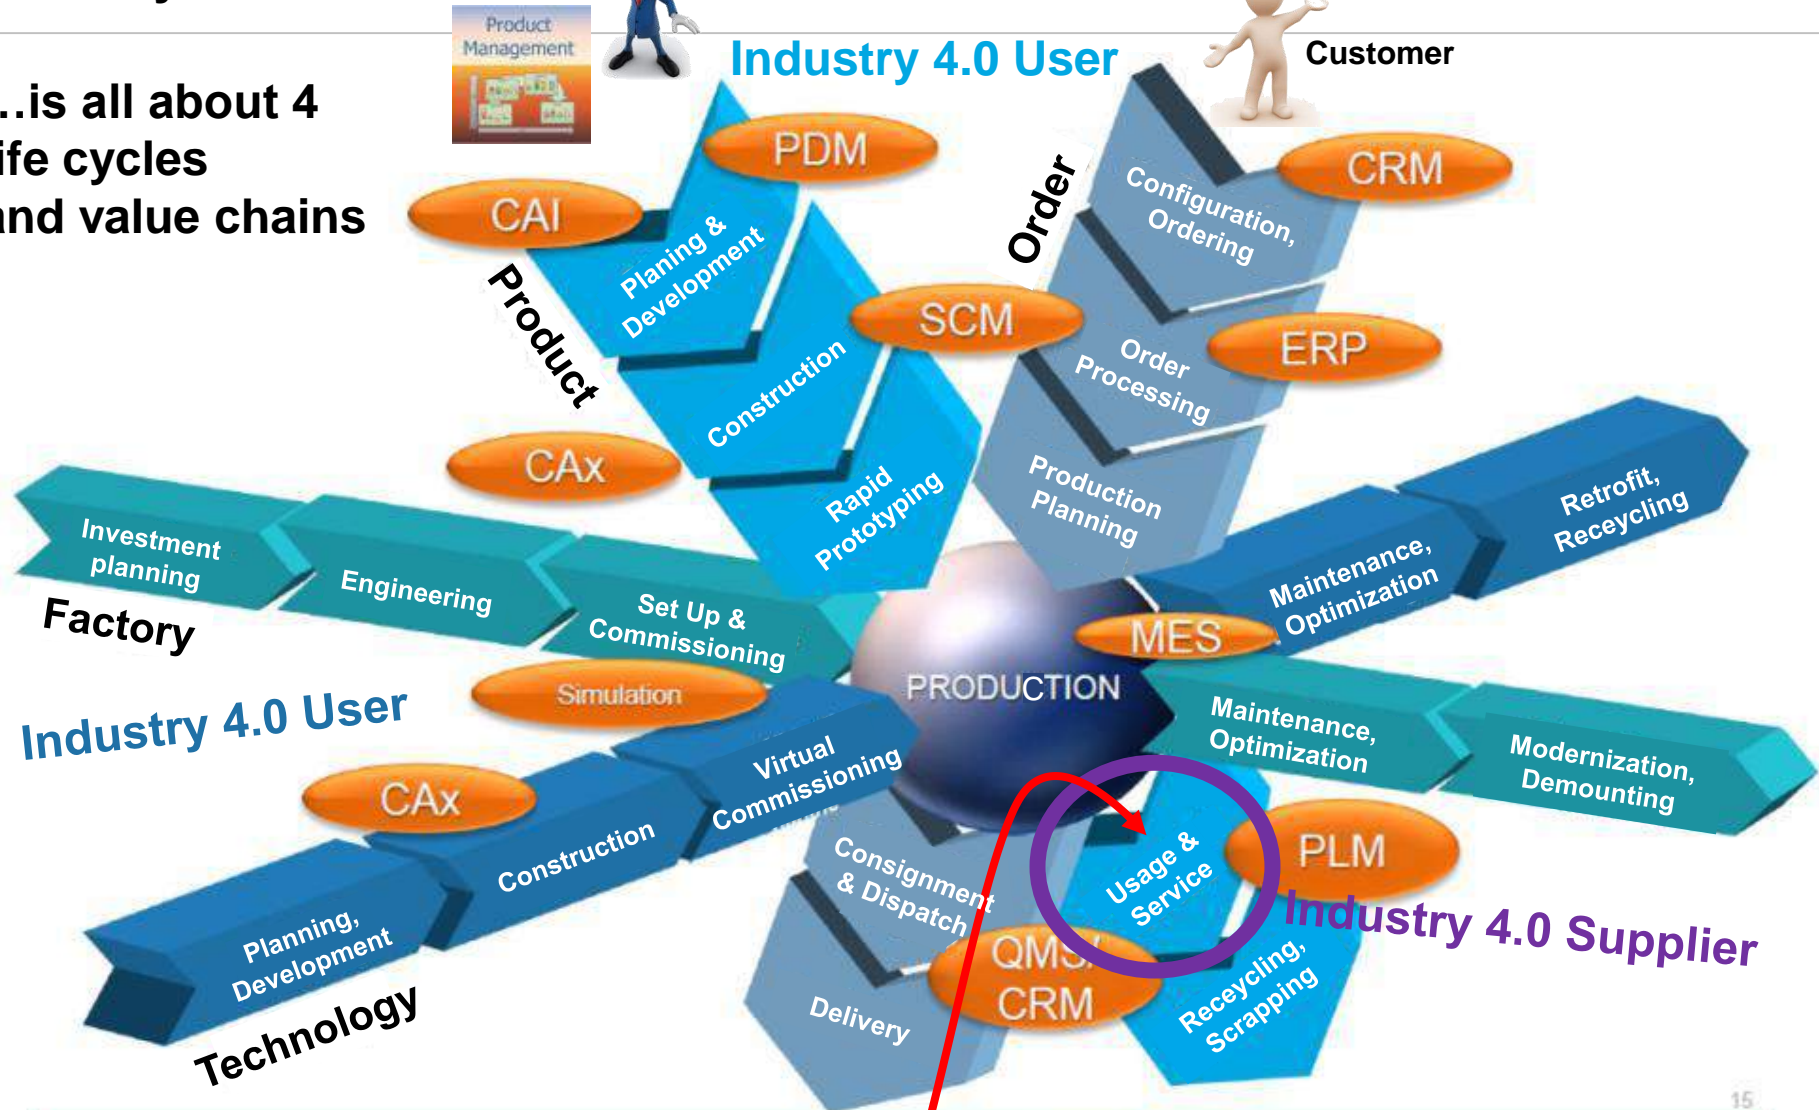 Product
Management
Industry 4.0 User
Customer
…is all about 4
ife cycles
and value chains
PDM
CAI
CRM
Order
Configuration,
Ordering
Planing &
Development
Product
SCM
Order
Processing
ERP
Construction
CAx
Rapid
Prototyping
Production
Planning
Retrofit,
Receycling
Maintenance,
Optimization
Investment
planning
Engineering
Set Up &
Commissioning
Factory
MES
PRODUCTION
Simulation
Industry 4.0 User
Maintenance,
Optimization
Modernization,
Demounting
CAx
Virtual
Commissioning
Construction
Consignment
& Dispatch
Usage &
Service
PLM
Industry 4.0 Supplier
Planning,
Development
Technology
QMS/
CRM
Delivery
Receycling,
Scrapping
15